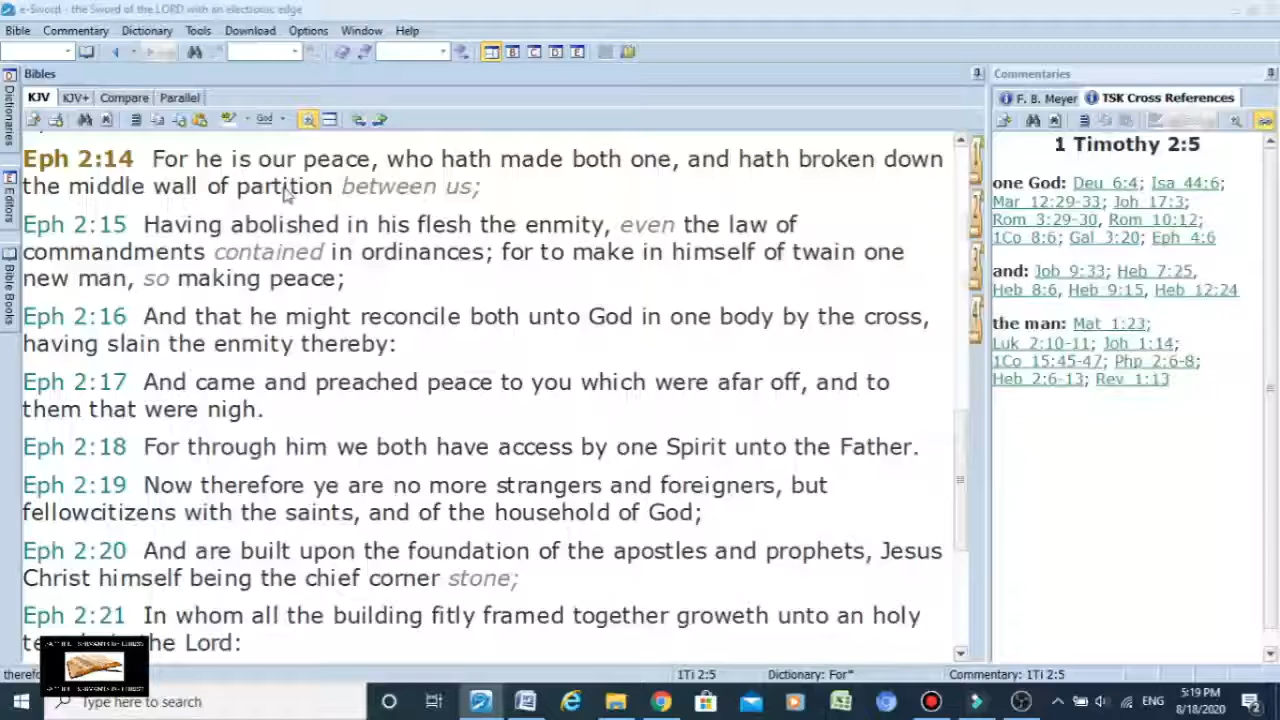 e-Sword - the Sword of the LORD with an electronic edge
Bible Commentary Dictionary Tools Download Options Window Help
B C D E
Bibles
KJV KJV+ Compare Parallel
God
Dictionaries
Editors
Bible Books
Eph 2:14 For he is our peace, who hath made both one, and hath broken down
the middle wall of partition between us;
Eph 2:15 Having abolished in his flesh the enmity, even the law of
commandments contained in ordinances; for to make in himself of twain one
new man, so making peace;
Eph 2:16 And that he might reconcile both unto God in one body by the cross,
having slain the enmity thereby:
Eph 2:17 And came and preached peace to you which were afar off, and to
them that were nigh.
Eph 2:18 For through him we both have access by one Spirit unto the Father.
Eph 2:19 Now therefore ye are no more strangers and foreigners, but
fellowcitizens with the saints, and of the household of God;
Eph 2:20 And are built upon the foundation of the apostles and prophets, Jesus
Christ himself being the chief corner stone;
Eph 2:21 In whom all the building fitly framed together groweth unto an holy
the Lord:
1
2
3
4
Commentaries
F. B. Meyer TSK Cross References
1 Timothy 2:5
one God: Deu 6:4; Isa 44:6;
Mar 12:29-33; Joh 17:3;
Rom 3:29-30, Rom 10:12;
1Co 8:6; Gal 3:20; Eph 4:6
and: Job 9:33; Heb 7:25,
Heb 8:6, Heb 9:15, Heb 12:24
the man: Mat 1:23;
Luk 2:10-11; Joh 1:14;
1Co 15:45-47; Php 2:6-8;
Heb 2:6-13; Rev 1:13
1Ti 2:5 Dictionary: For* Commentary: 1Ti 2:5
Type here to search
ENG
5:19 PM
8/18/2020
2